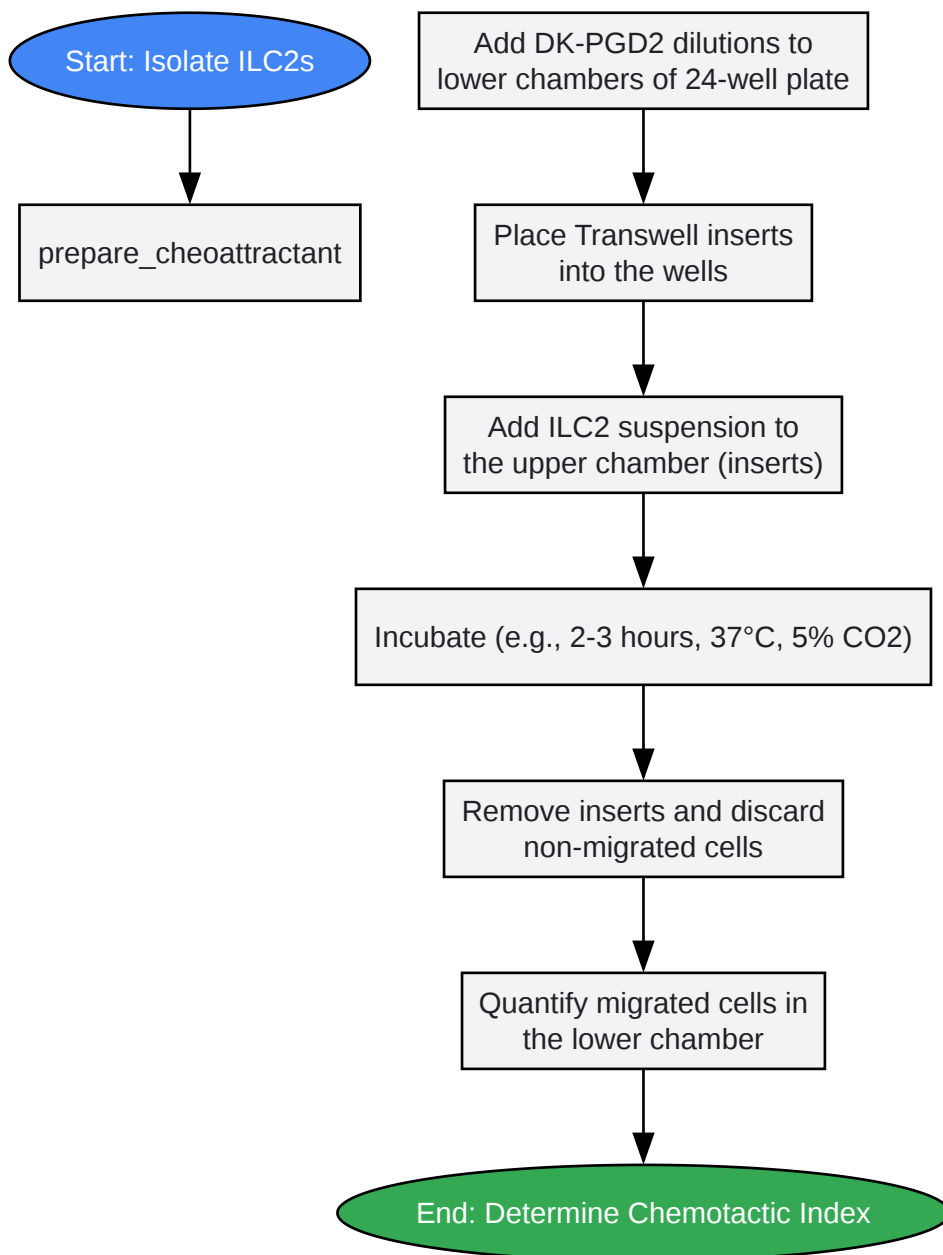 Start: Isolate ILC2s
prepare_cheoattractant
Add DK-PGD2 dilutions to
lower chambers of 24-well plate
Place Transwell inserts
into the wells
Add ILC2 suspension to
the upper chamber (inserts)
Incubate (e.g., 2-3 hours, 37°C, 5% CO2)
Remove inserts and discard
non-migrated cells
Quantify migrated cells in
the lower chamber
End: Determine Chemotactic Index